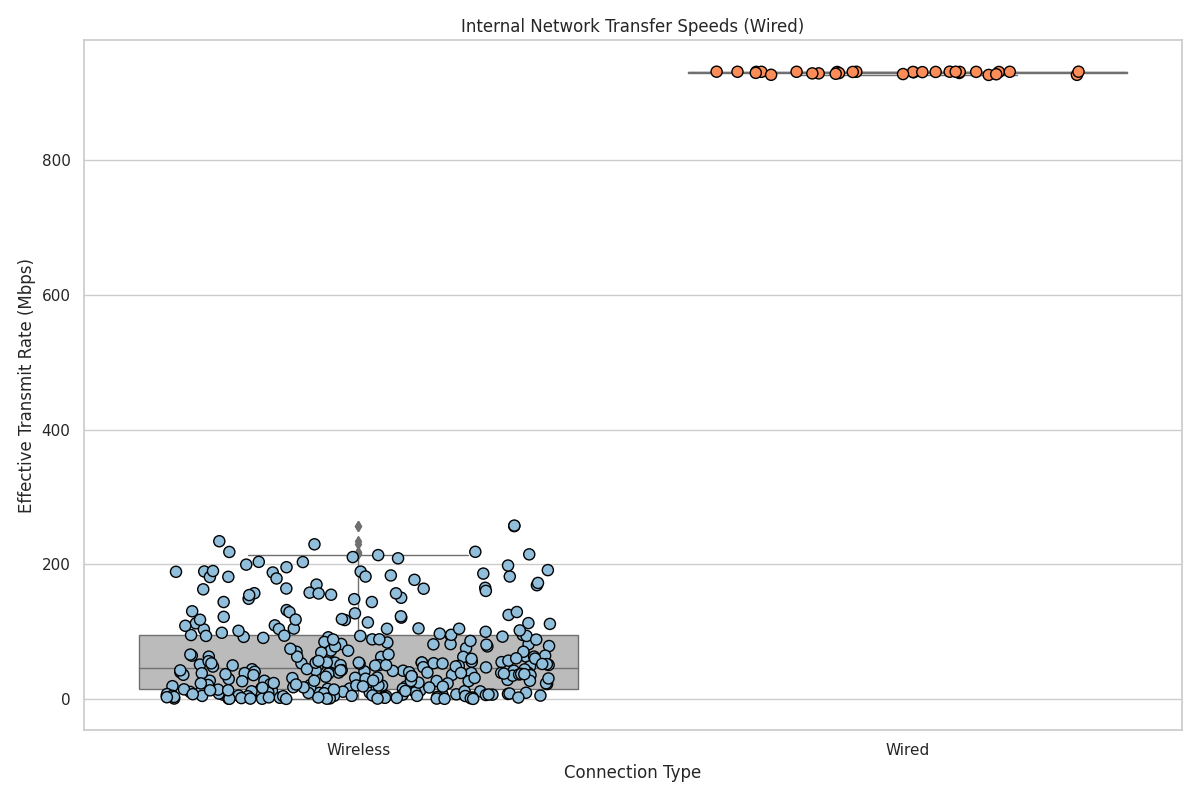 Internal Network Transfer Speeds (Wired)
Effective Transmit Rate (Mbps)
800
600
400
200
0
Wireless
Wired
Connection Type